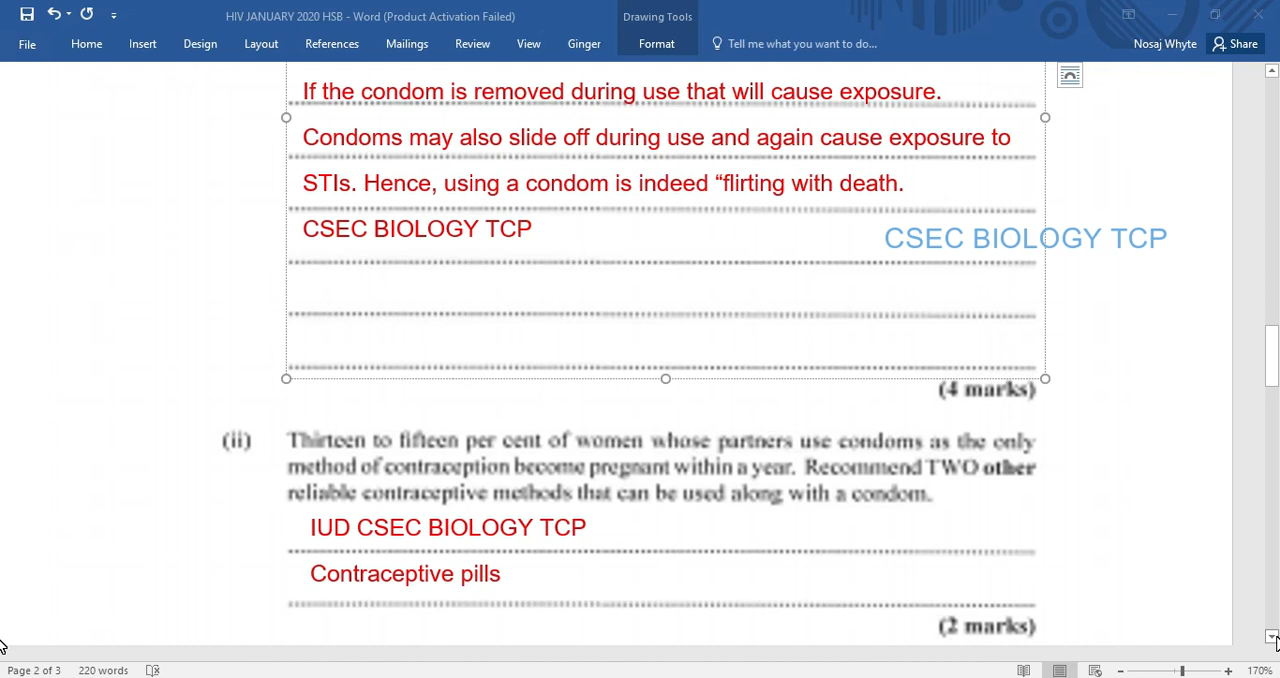 HIV JANUARY 2020 HSB - Word (Product Activation Failed)
Drawing Tools
File Home Insert Design Layout References Mailings Review View Ginger Format Tell me what you want to do... Nosaj Whyte Share
If the condom is removed during use that will cause exposure.
Condoms may also slide off during use and again cause exposure to
STIs. Hence, using a condom is indeed “flirting with death.
CSEC BIOLOGY TCP
CSEC BIOLOGY TCP
(4 marks)
(ii) Thirteen to fifteen per cent of women whose partners use condoms as the only
method of contraception become pregnant within a year. Recommend TWO other
reliable contraceptive methods that can be used along with a condom.
IUD CSEC BIOLOGY TCP
Contraceptive pills
(2 marks)
Page 2 of 3 220 words 170%